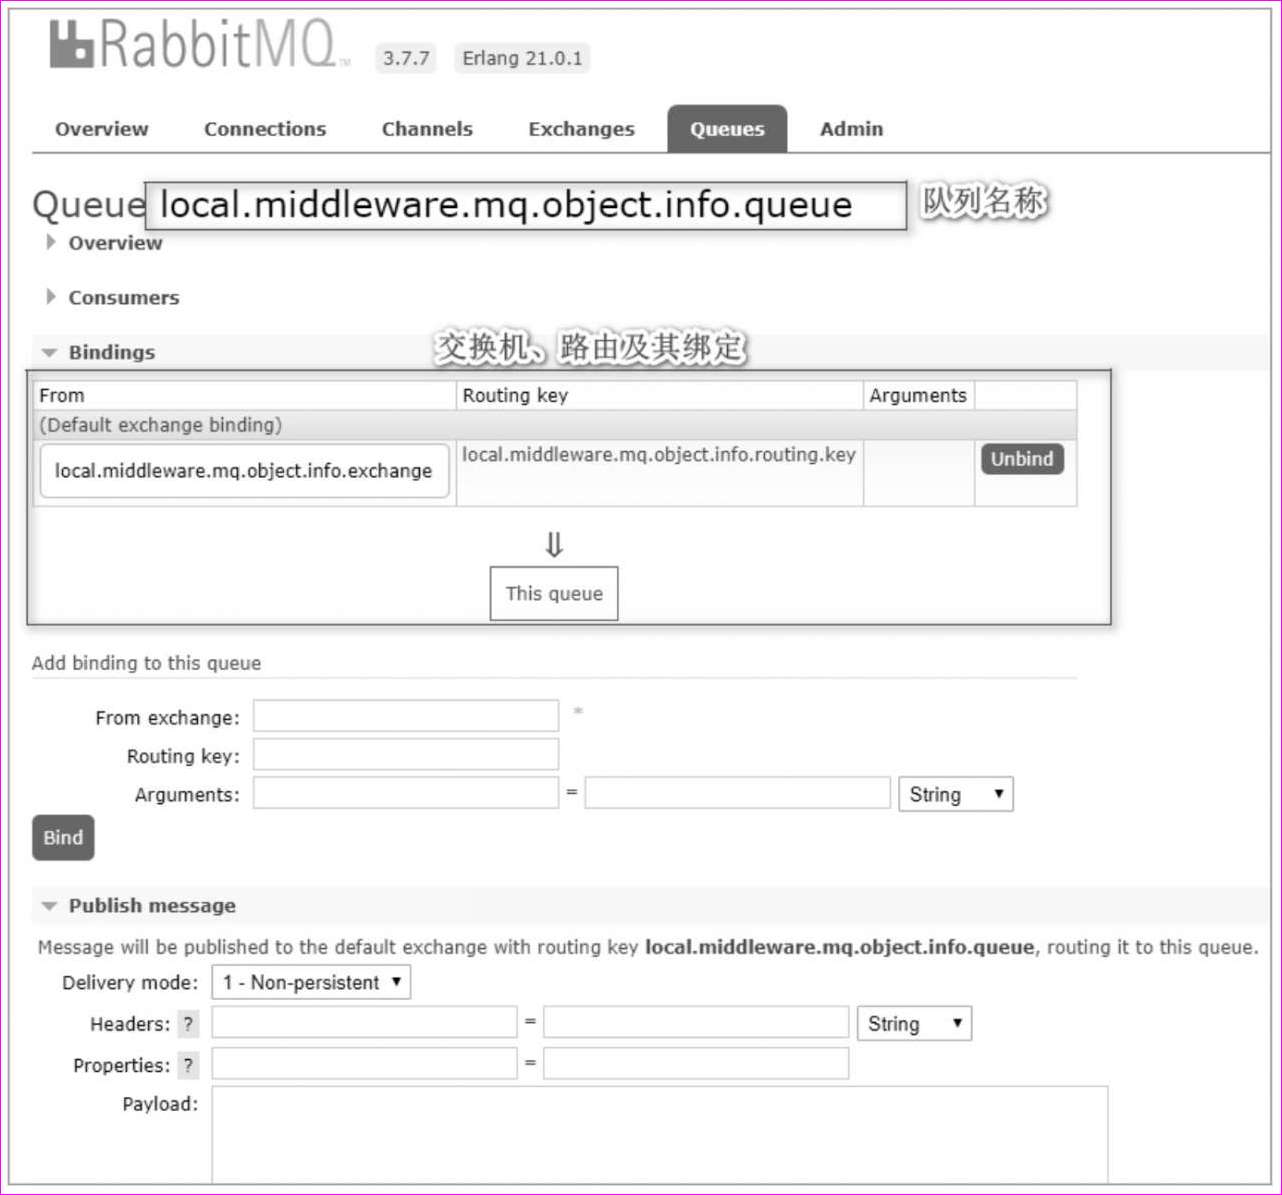 RabbitMQ™ 3.7.7 Erlang 21.0.1
Overview Connections Channels Exchanges Queues Admin
Queue local.middleware.mq.object.info.queue 队列名称
Overview
Consumers
交换机、路由及其绑定
Bindings
From Routing key Arguments
(Default exchange binding)
local.middleware.mq.object.info.exchange local.middleware.mq.object.info.routing.key Unbind
⇓
This queue
Add binding to this queue
From exchange: *
Routing key:
Arguments: = String
Bind
Publish message
Message will be published to the default exchange with routing key local.middleware.mq.object.info.queue, routing it to this queue.
Delivery mode: 1 - Non-persistent
Headers: ? = String
Properties: ? =
Payload: